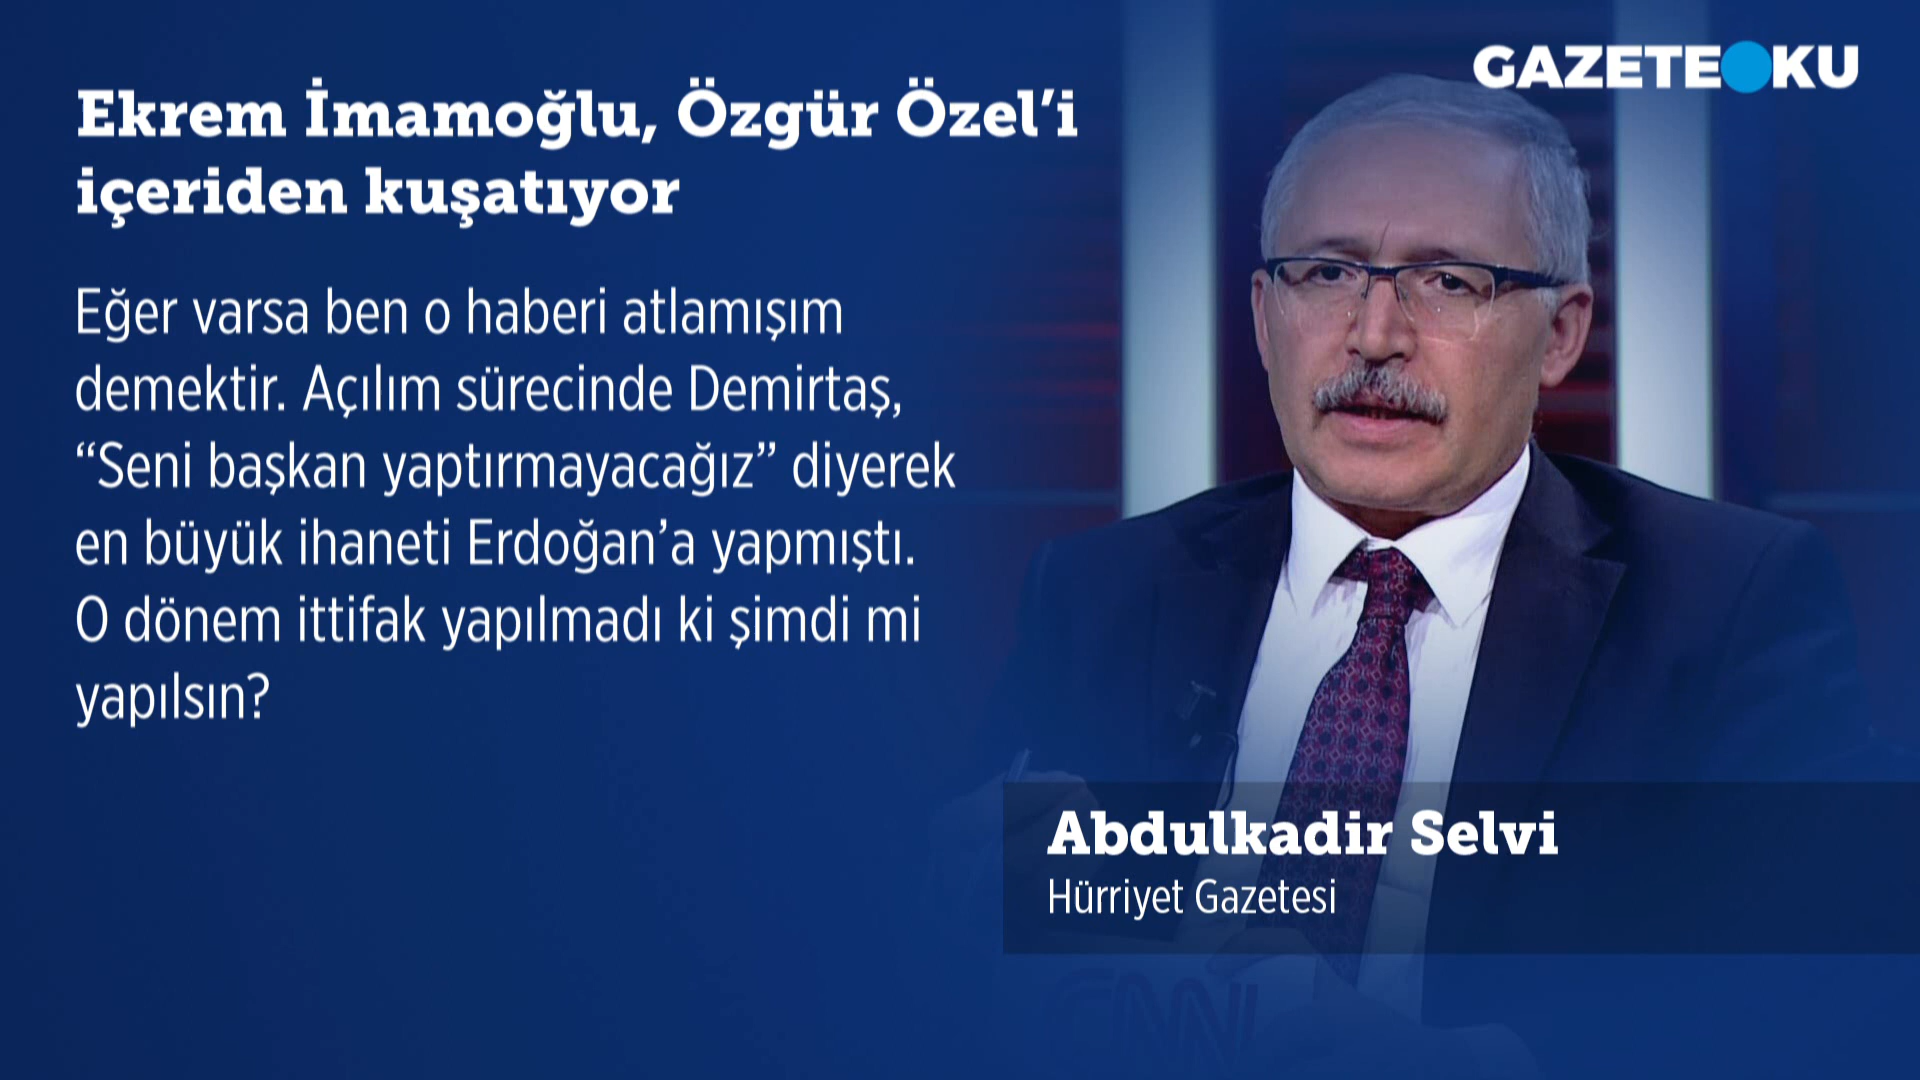 GAZETE OKU
Ekrem İmamoğlu, Özgür Özel’i
içeriden kuşatıyor
Eğer varsa ben o haberi atlamışım
demektir. Açılım sürecinde Demirtaş,
“Seni başkan yaptırmayacağız” diyerek
en büyük ihaneti Erdoğan’a yapmıştı.
O dönem ittifak yapılmadı ki şimdi mi
yapılsın?
Abdulkadir Selvi
Hürriyet Gazetesi
CNN